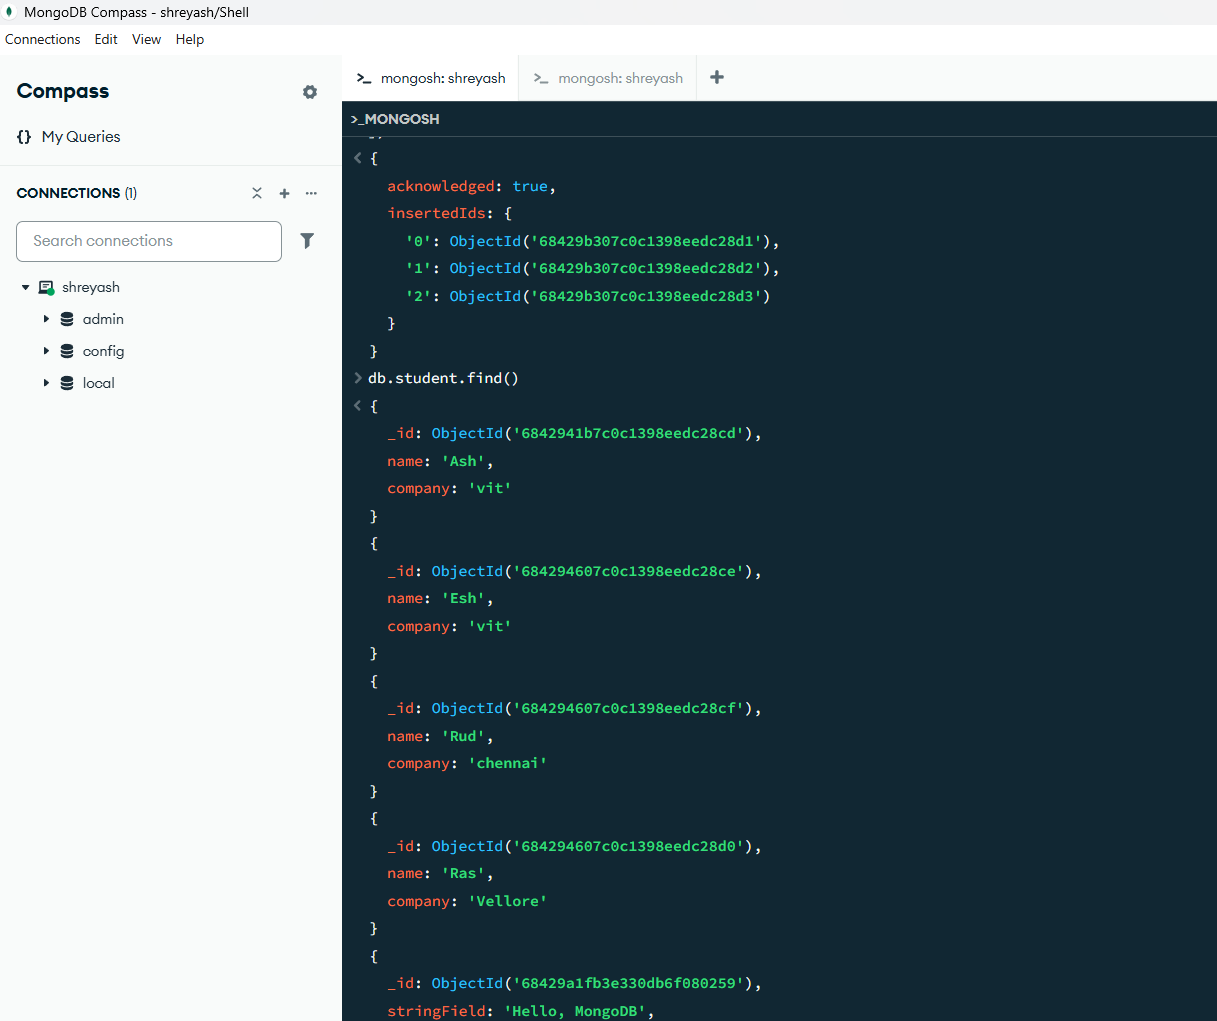 MongoDB Compass - shreyash/Shell
Connections Edit View Help
Compass
My Queries
CONNECTIONS (1)
Search connections
shreyash
admin
config
local
mongosh: shreyash
mongosh: shreyash
>_MONGOSH
{
acknowledged: true,
insertedIds: {
'0': ObjectId('68429b307c0c1398eedc28d1'),
'1': ObjectId('68429b307c0c1398eedc28d2'),
'2': ObjectId('68429b307c0c1398eedc28d3')
}
}
db.student.find()
{
_id: ObjectId('6842941b7c0c1398eedc28cd'),
name: 'Ash',
company: 'vit'
}
{
_id: ObjectId('684294607c0c1398eedc28ce'),
name: 'Esh',
company: 'vit'
}
{
_id: ObjectId('684294607c0c1398eedc28cf'),
name: 'Rud',
company: 'chennai'
}
{
_id: ObjectId('684294607c0c1398eedc28d0'),
name: 'Ras',
company: 'Vellore'
}
{
_id: ObjectId('68429a1fb3e330db6f080259'),
stringField: 'Hello, MongoDB',